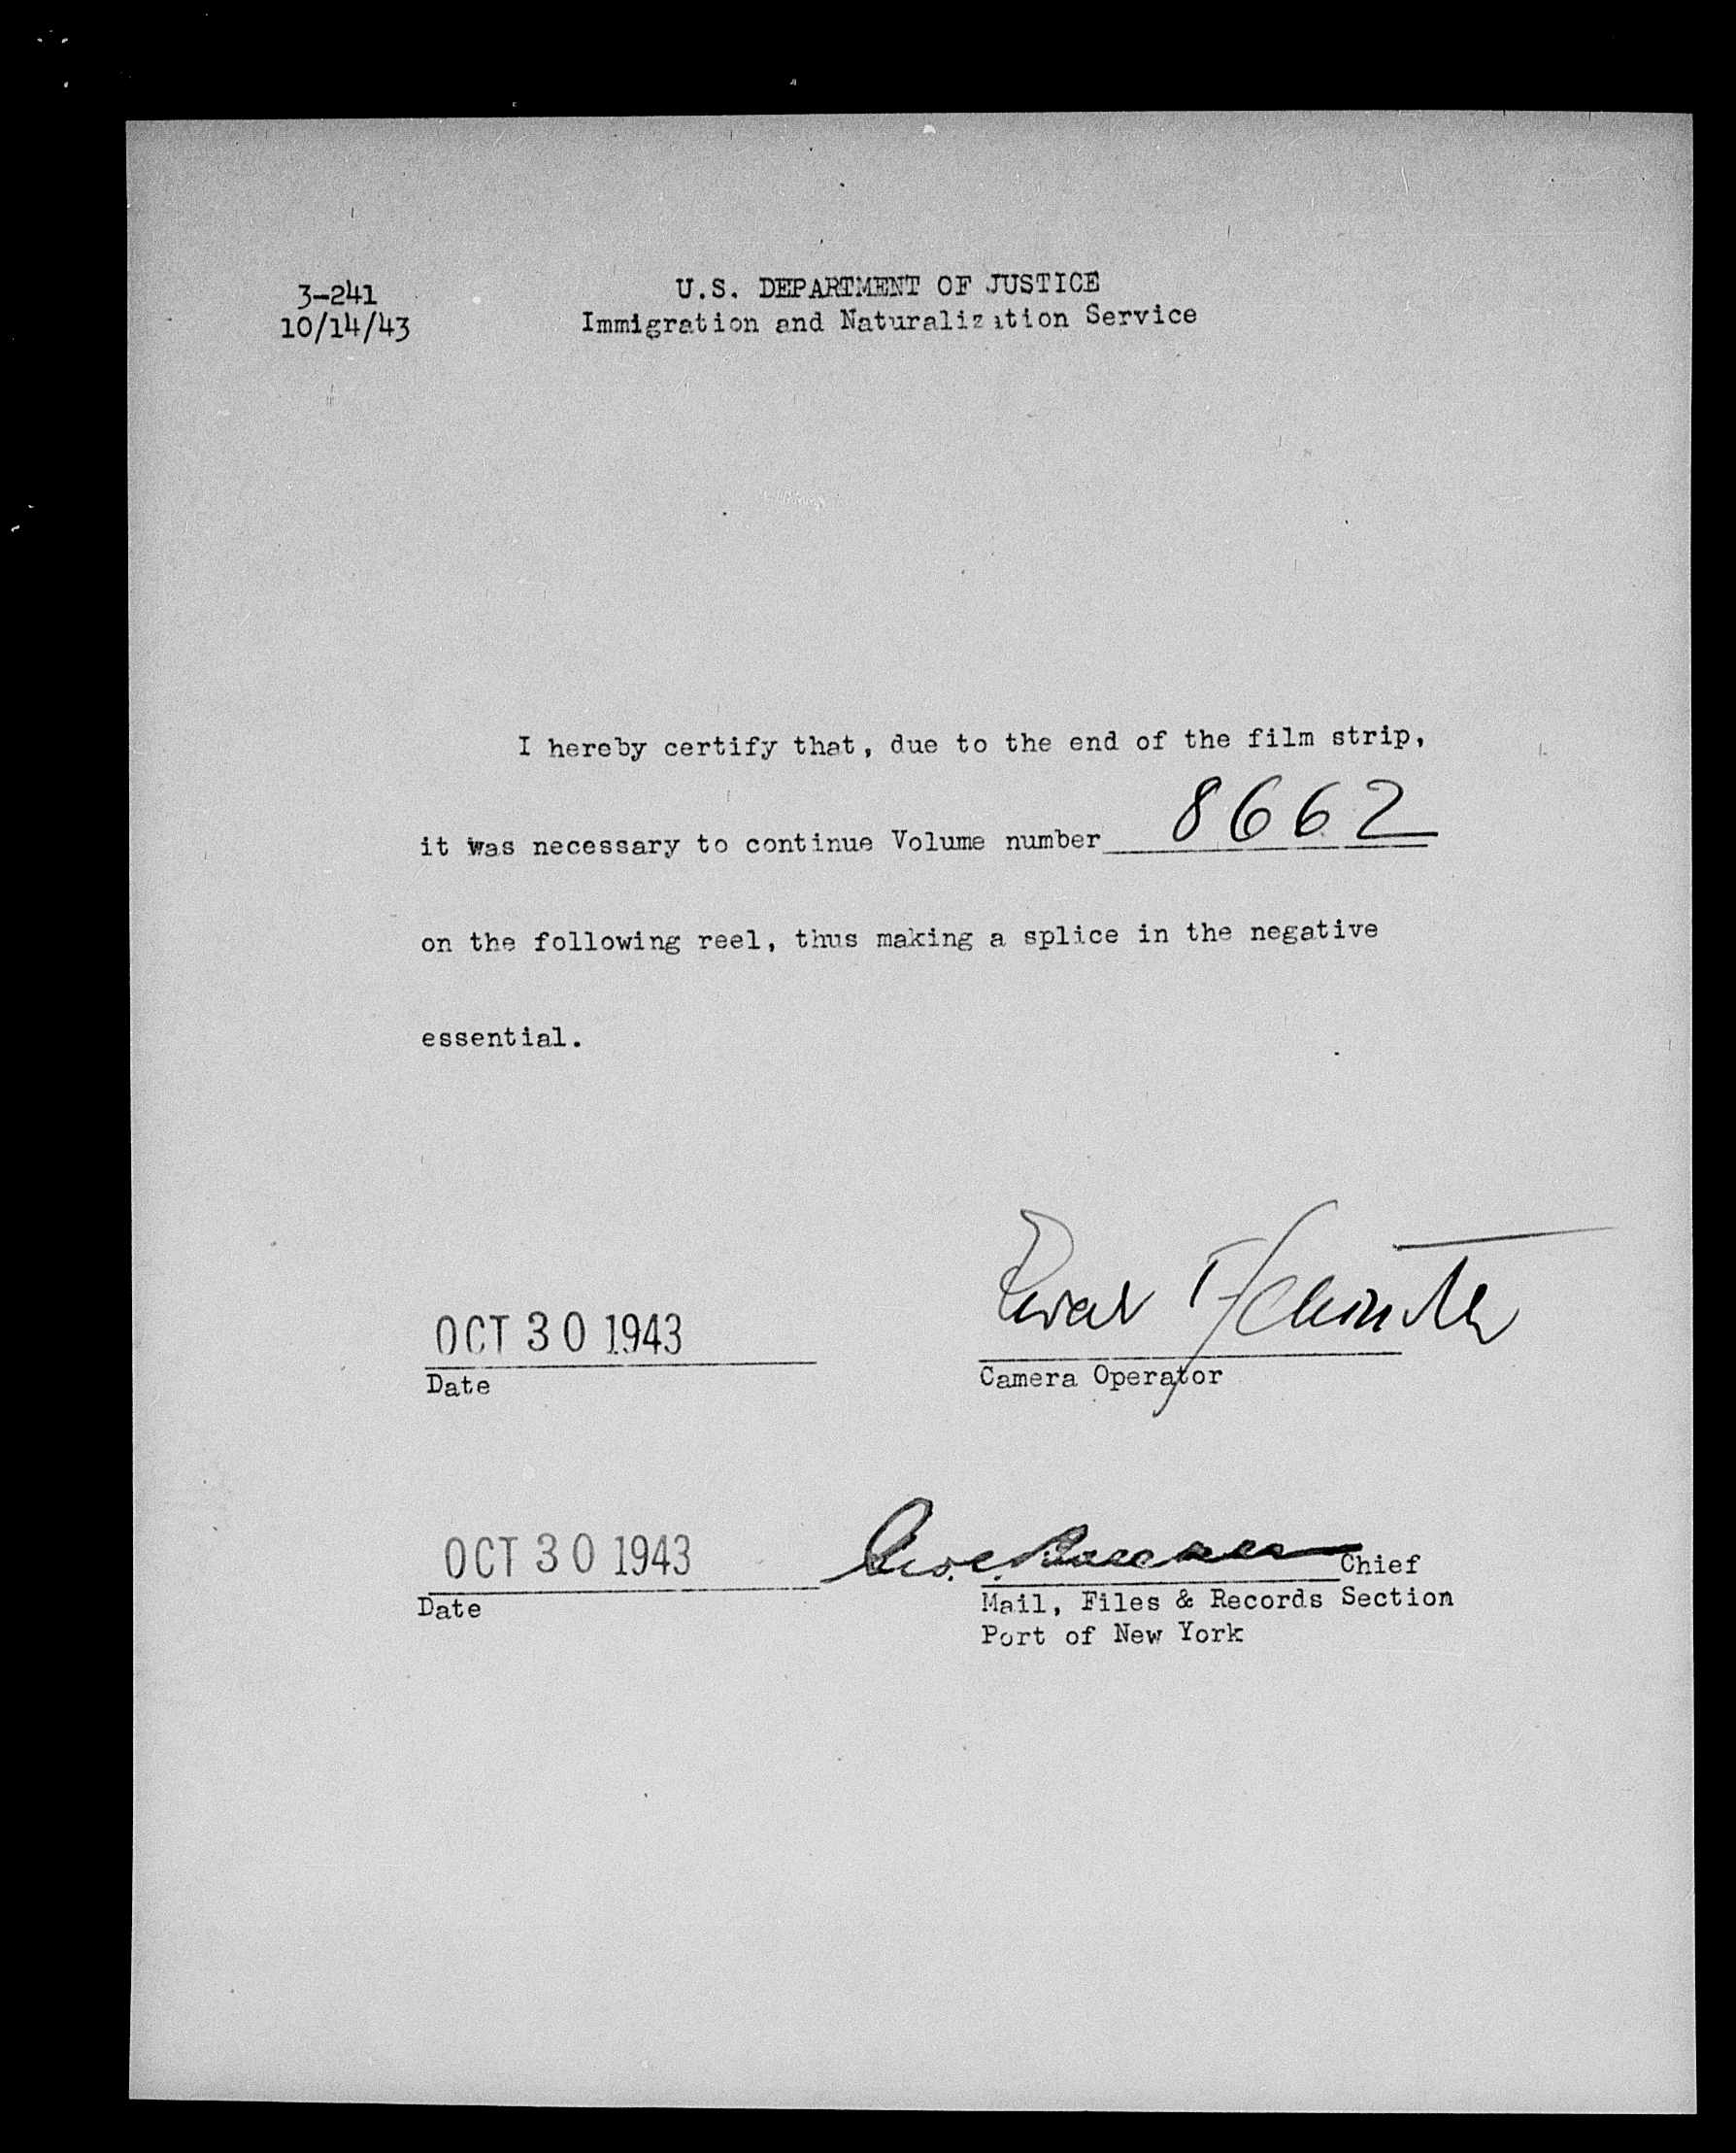 3-241
10/14/43
U.S. DEPARTMENT OF JUSTICE
Immigration and Naturalization Service
I hereby certify that, due to the end of the film strip,
it was necessary to continue Volume number 8662
on the following reel, thus making a splice in the negative
essential.
OCT 30 1943
Date
Camera Operator
OCT 30 1943
Date
Chief
Mail, Files & Records Section
Port of New York